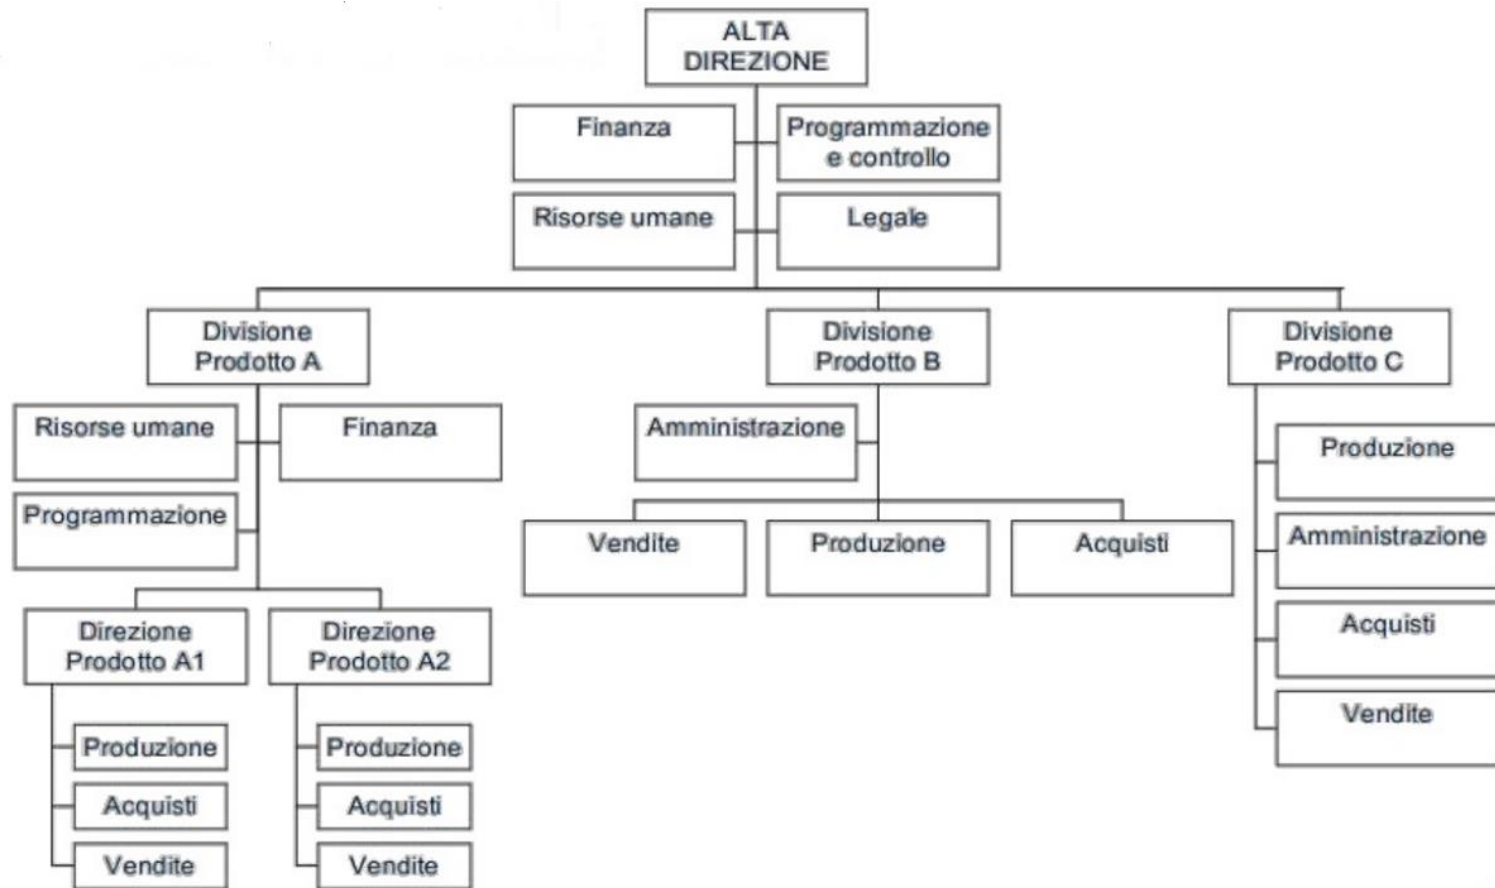 ALTA
DIREZIONE
Finanza
Programmazione
e controllo
Risorse umane
Legale
Divisione
Prodotto A
Divisione
Prodotto B
Divisione
Prodotto C
Risorse umane
Finanza
Programmazione
Amministrazione
Vendite
Produzione
Acquisti
Produzione
Amministrazione
Acquisti
Vendite
Direzione
Prodotto A1
Direzione
Prodotto A2
Produzione
Acquisti
Vendite
Produzione
Acquisti
Vendite